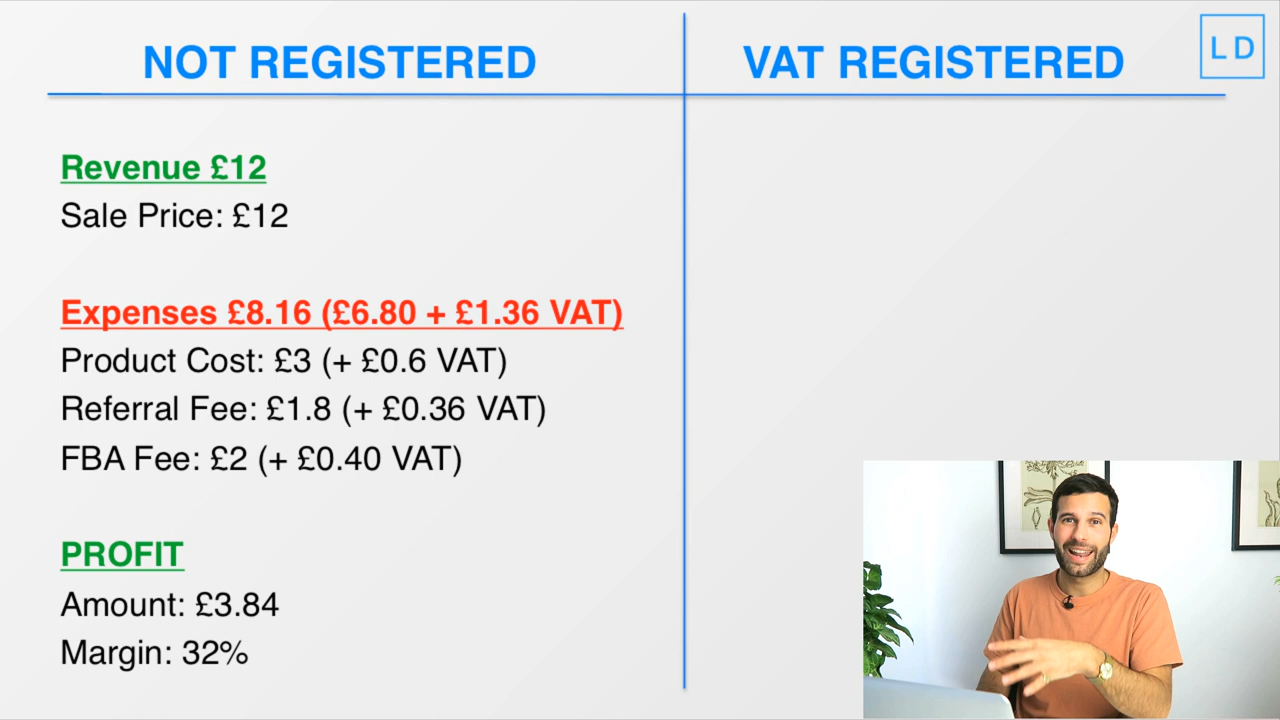 NOT REGISTERED
VAT REGISTERED
L D
Revenue £12
Sale Price: £12
Expenses £8.16 (£6.80 + £1.36 VAT)
Product Cost: £3 (+ £0.6 VAT)
Referral Fee: £1.8 (+ £0.36 VAT)
FBA Fee: £2 (+ £0.40 VAT)
PROFIT
Amount: £3.84
Margin: 32%